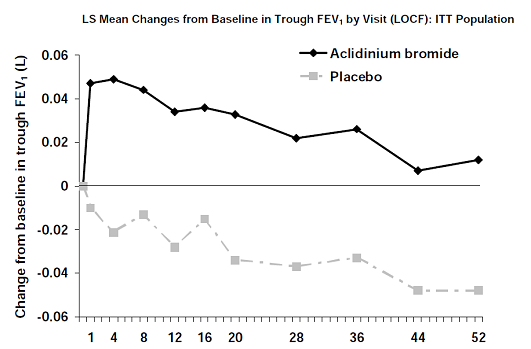 LS Mean Changes from Baseline in Trough FEV₁ by Visit (LOCF): ITT Population
Change from baseline in trough FEV₁ (L)
Aclidinium bromide
Placebo
0.06
0.04
0.02
0
-0.02
-0.04
-0.06
1 4 8 12 16 20 28 36 44 52